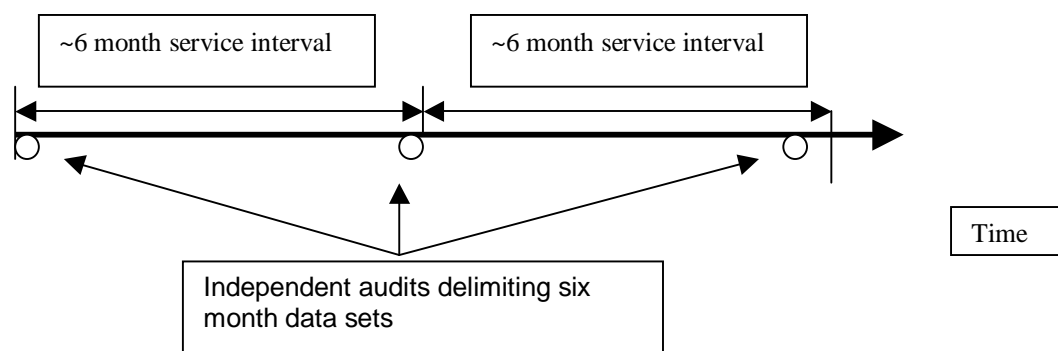 ~6 month service interval
~6 month service interval
Time
Independent audits delimiting six
month data sets